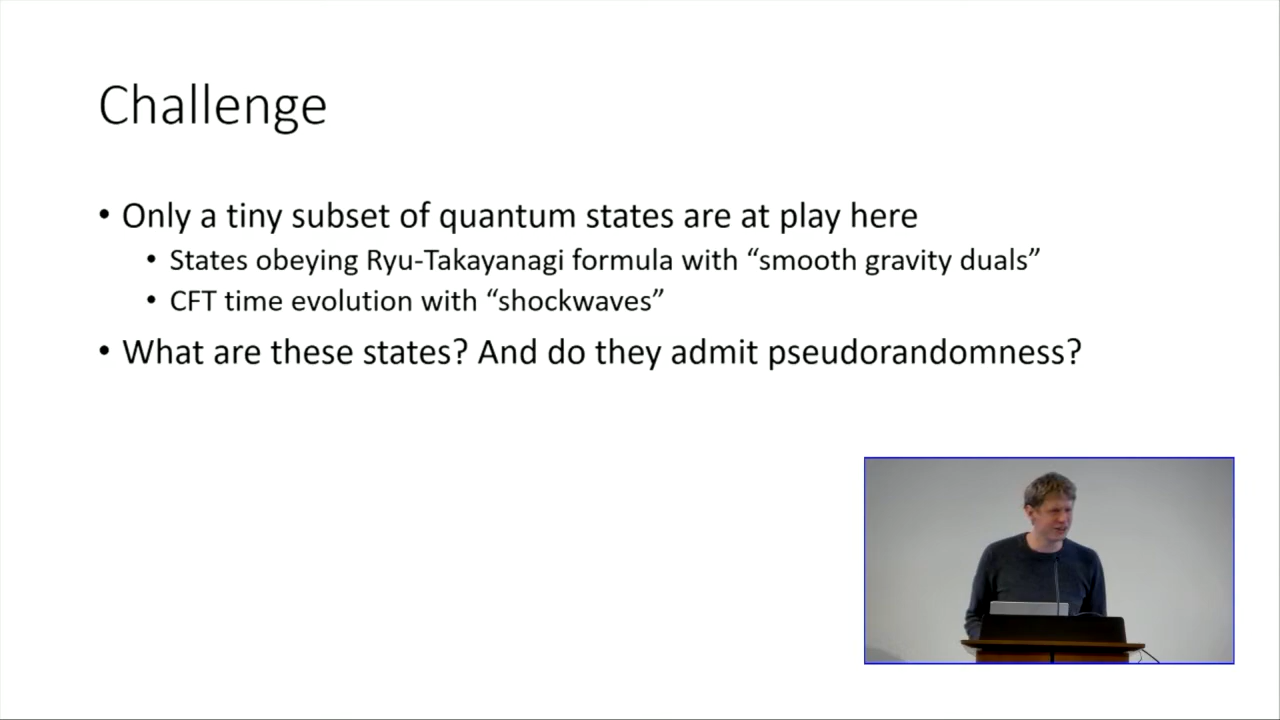 Challenge
• Only a tiny subset of quantum states are at play here
• States obeying Ryu-Takayanagi formula with “smooth gravity duals”
• CFT time evolution with “shockwaves”
• What are these states? And do they admit pseudorandomness?